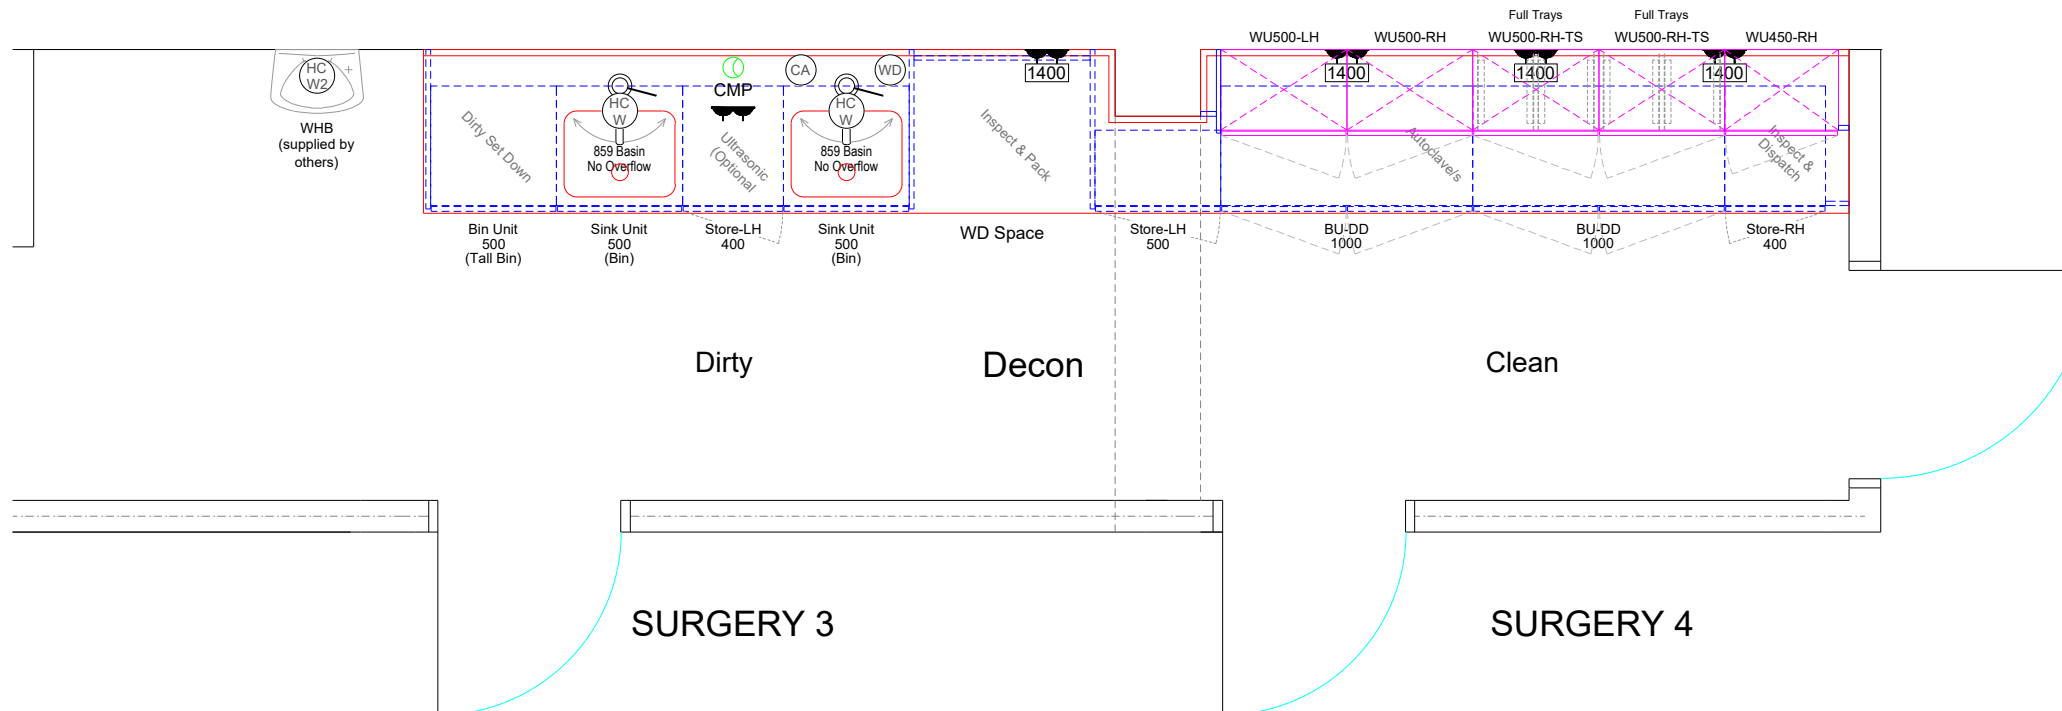 Full Trays
Full Trays
WU500-LH
WU500-RH
WU500-RH-TS
WU500-RH-TS
WU450-RH
HC
W2
WHB
(supplied by
others)
CMP
CA
WD
1400
1400
1400
1400
HC
W
HC
W
859 Basin
No Overflow
859 Basin
No Overflow
Dirty Set Down
Ultrasonic
(Optional)
Inspect & Pack
Autoclave/s
Inspect &
Dispatch
Bin Unit
500
(Tall Bin)
Sink Unit
500
(Bin)
Store-LH
400
Sink Unit
500
(Bin)
WD Space
Store-LH
500
BU-DD
1000
BU-DD
1000
Store-RH
400
Dirty
Decon
Clean
SURGERY 3
SURGERY 4